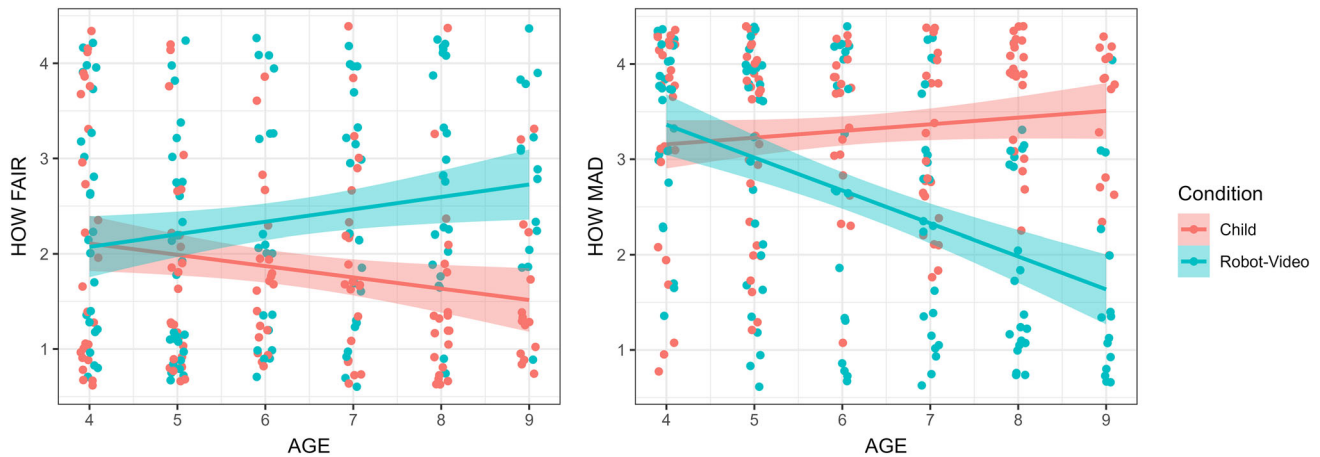 HOW FAIR
4
3
2
1
4 5 6 7 8 9
AGE
HOW MAD
4
3
2
1
4 5 6 7 8 9
AGE
Condition
Child
Robot-Video